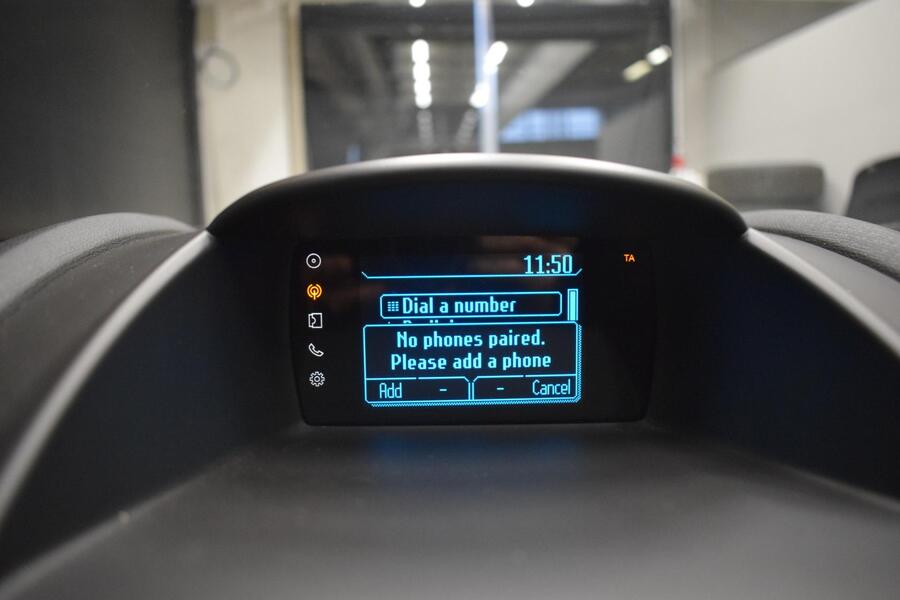 11:50
TA
Dial a number
No phones paired.
Please add a phone
Add - - Cancel